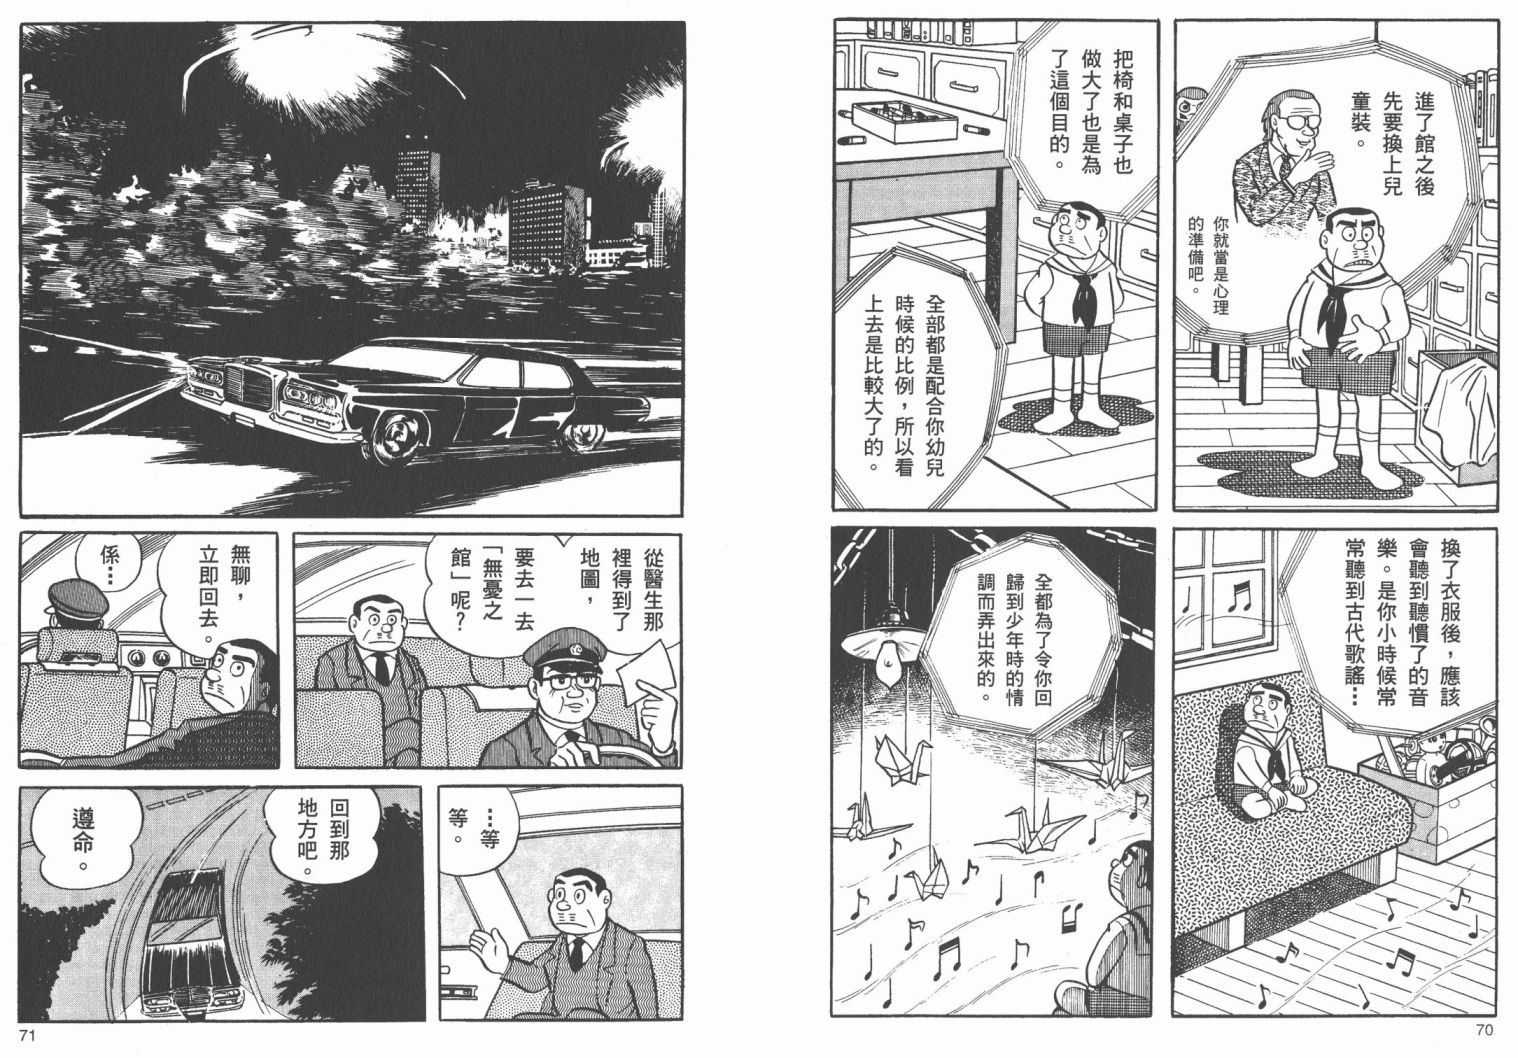 進了館之後
先要換上兒
童裝。
你就當是心理
的準備吧。
把椅和桌子也
做大了也是為
了這個目的。
全部都是配合你幼兒
時候的比例，所以看
上去是比較大了的。
換了衣服後，應該
會聽到聽慣了的音
樂。是你小時候常
常聽到古代歌謠…
全都為了令你回
歸到少年時的情
調而弄出來的。
70
從醫生那
裡得到了
地圖，
要去一去
「無憂之
館」呢？
無聊，
立即回去。
係…
…等
等。
回到那
地方吧。
遵命。
71